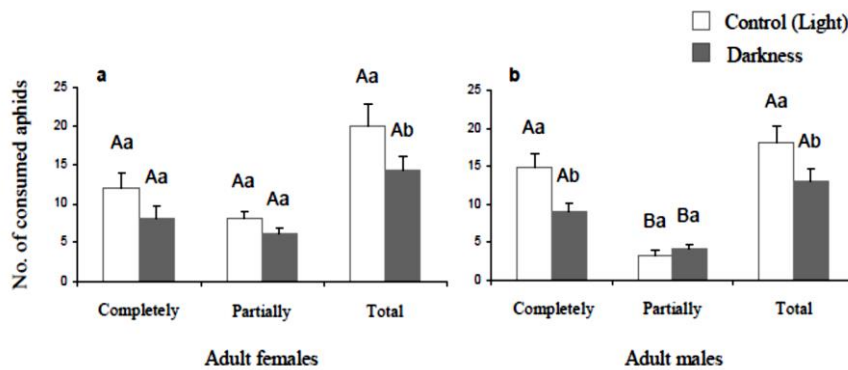 Control (Light)
Darkness
No. of consumed aphids
a
25
20
15
10
5
0
Aa
Aa
Aa
Aa
Aa
Ab
Completely Partially Total
Adult females
b
25
20
15
10
5
0
Aa
Ab
Ba Ba
Aa
Ab
Completely Partially Total
Adult males